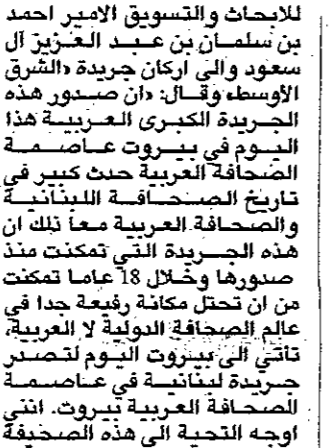 للابحاث والتسويق الامير احمد
بن سلمان بن عبد العزيز آل
سعود والى اركان جريدة «الشرق
الاوسط» وقال: «ان صدور هذه
الجريدة الكبرى العربية هذا
اليوم في بيروت عاصمة
الصحافة العربية حدث كبير في
تاريخ الصحافة اللبنانية
والصحافة العربية معاً ذلك ان
هذه الجريدة التي تمكنت منذ
صدورها وخلال 18 عاما تمكنت
من ان تحتل مكانة رفيعة جدا في
عالم الصحافة الدولية لا العربية،
تأتي الى بيروت اليوم لتصدر
جريدة لبنانية في عاصمة
الصحافة العربية بيروت. انني
اوجه التحية الى هذه الصحيفة